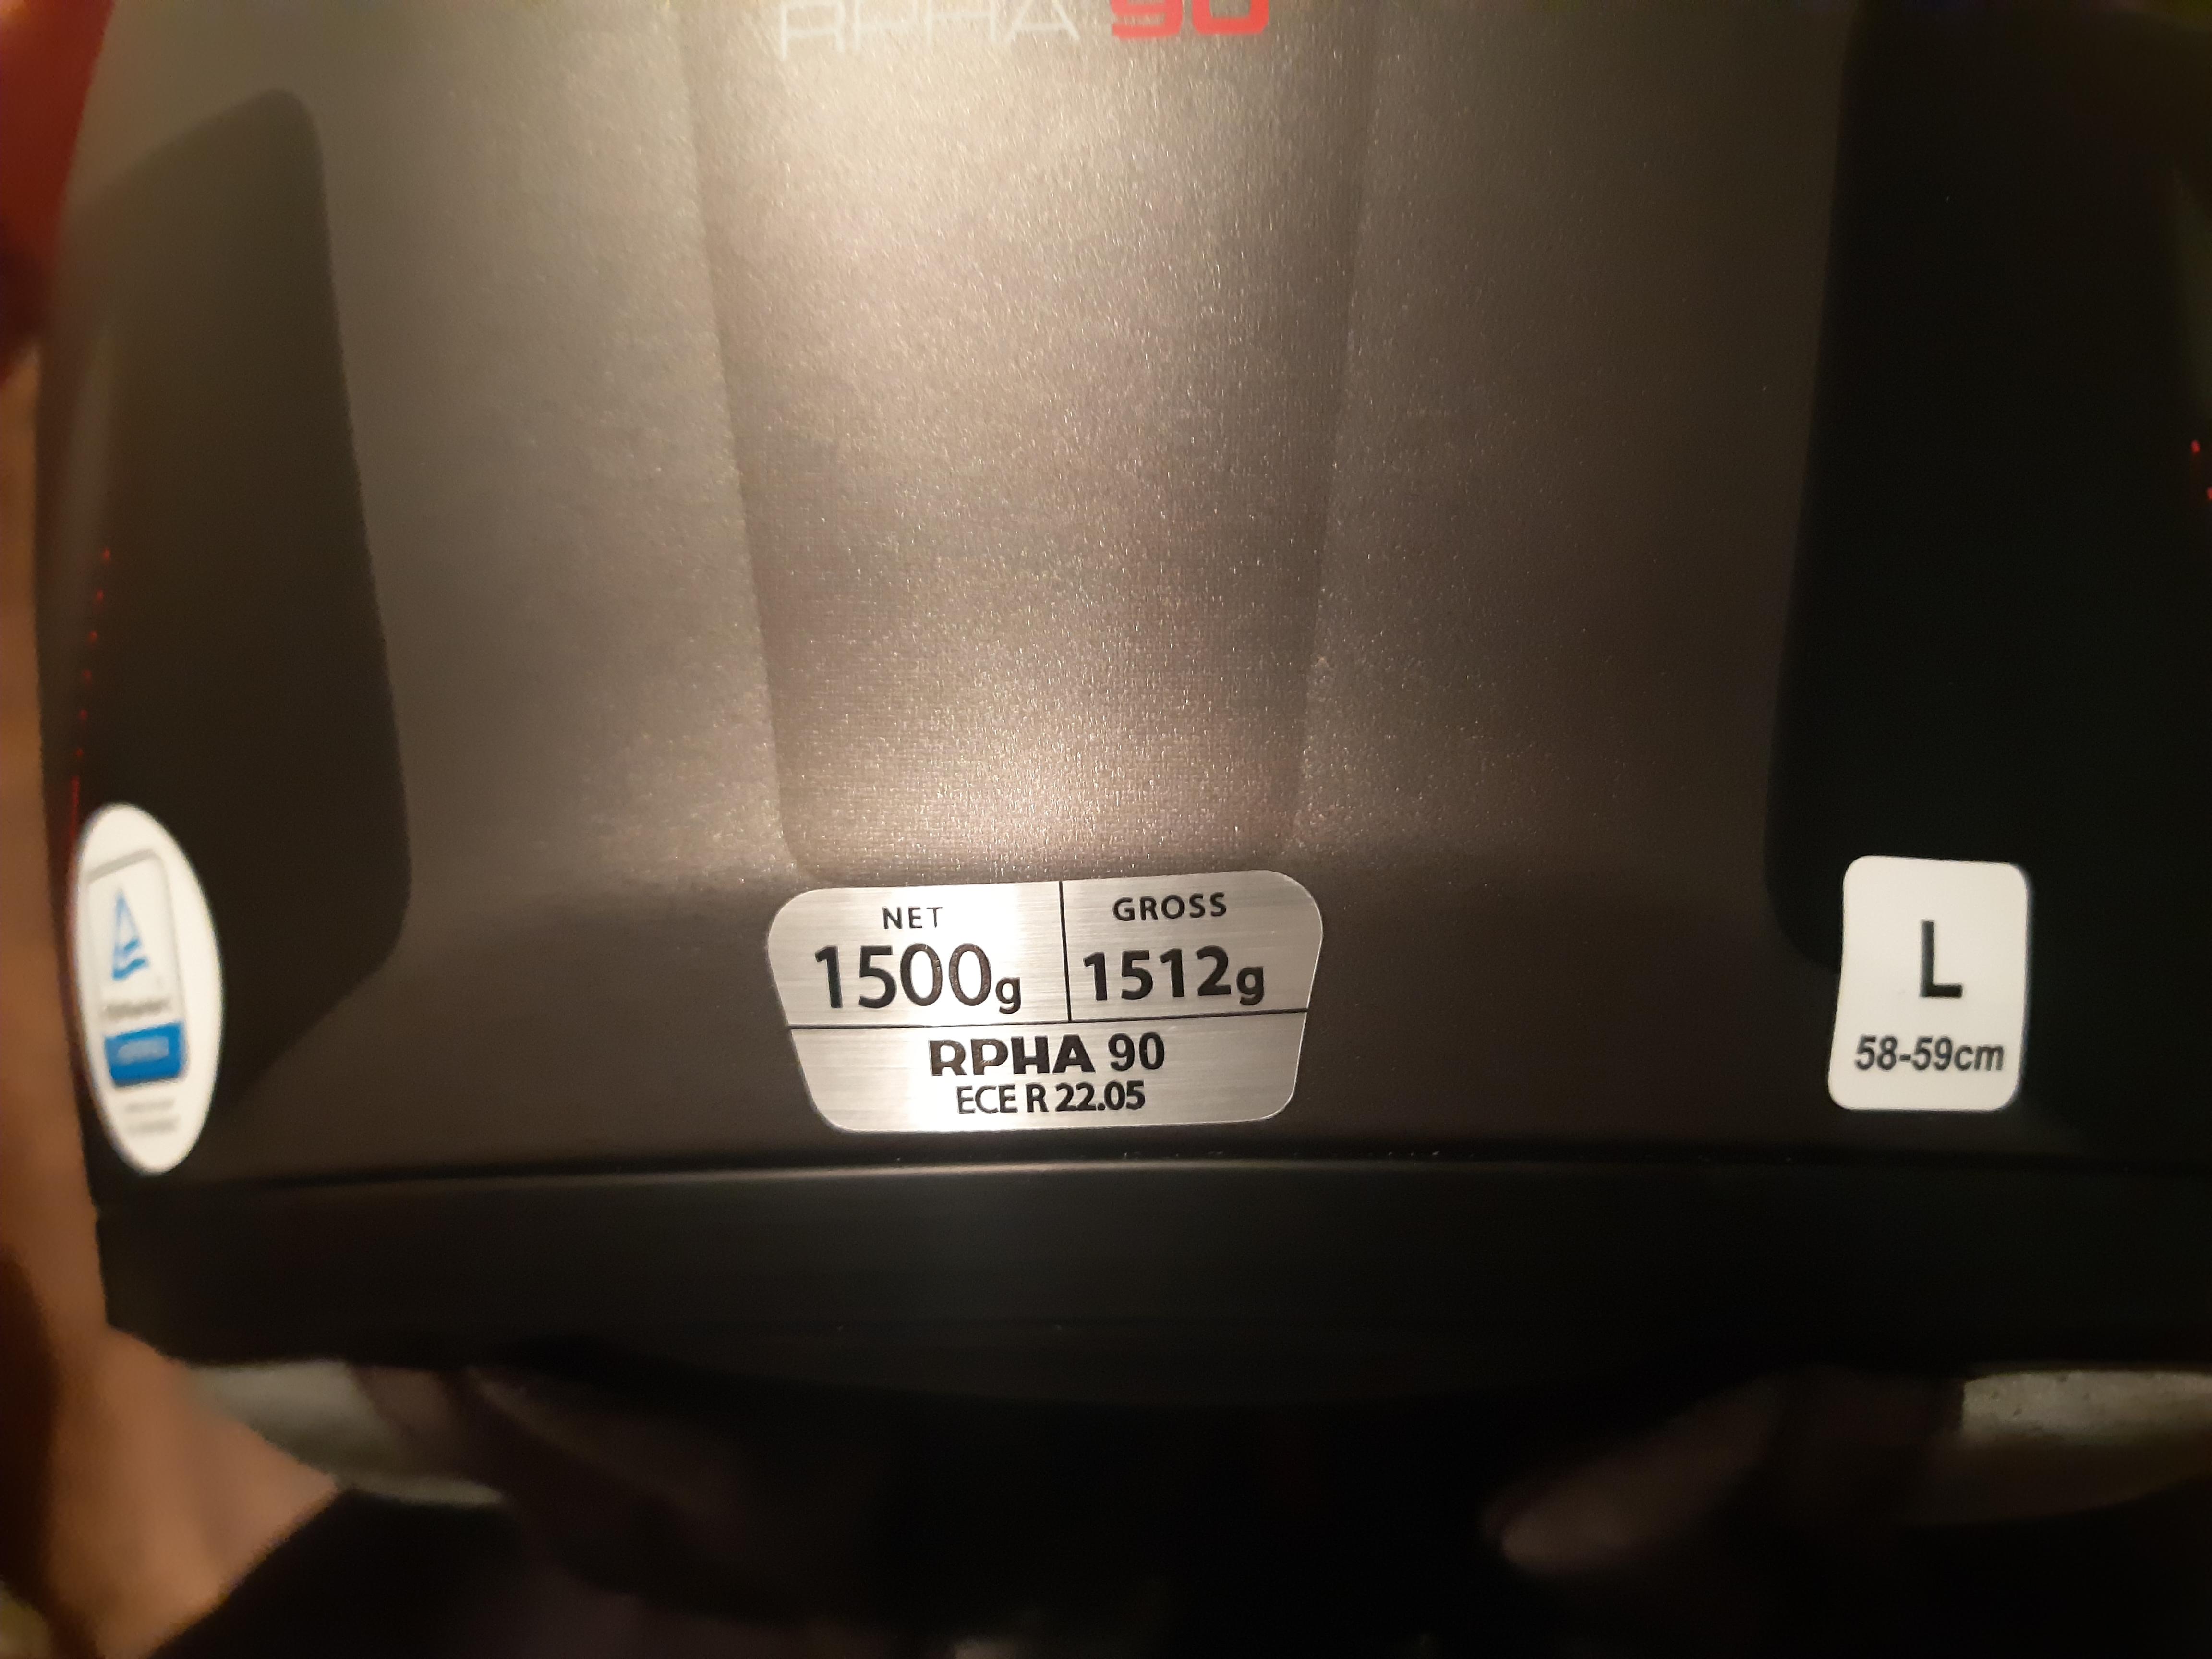 RPHA 90
NET
1500g
GROSS
1512g
RPHA 90
ECE R 22.05
L
58-59cm